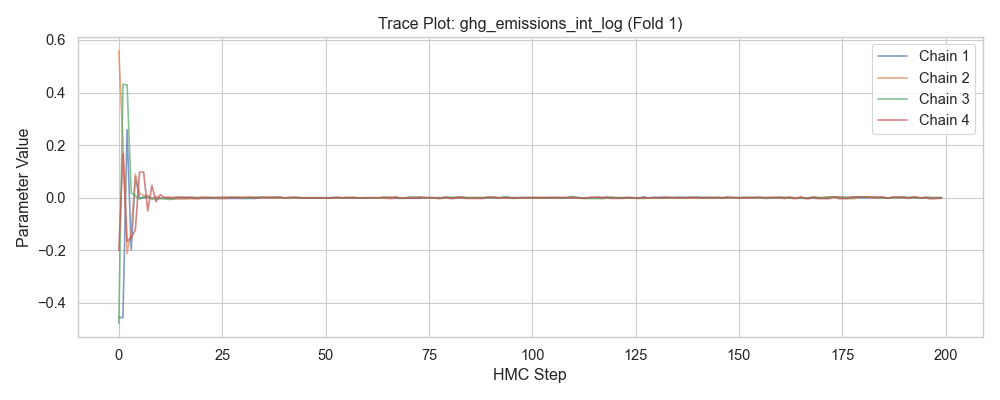 Trace Plot: ghg_emissions_int_log (Fold 1)
Parameter Value
0.6
0.4
0.2
0.0
−0.2
−0.4
Chain 1
Chain 2
Chain 3
Chain 4
0 25 50 75 100 125 150 175 200
HMC Step